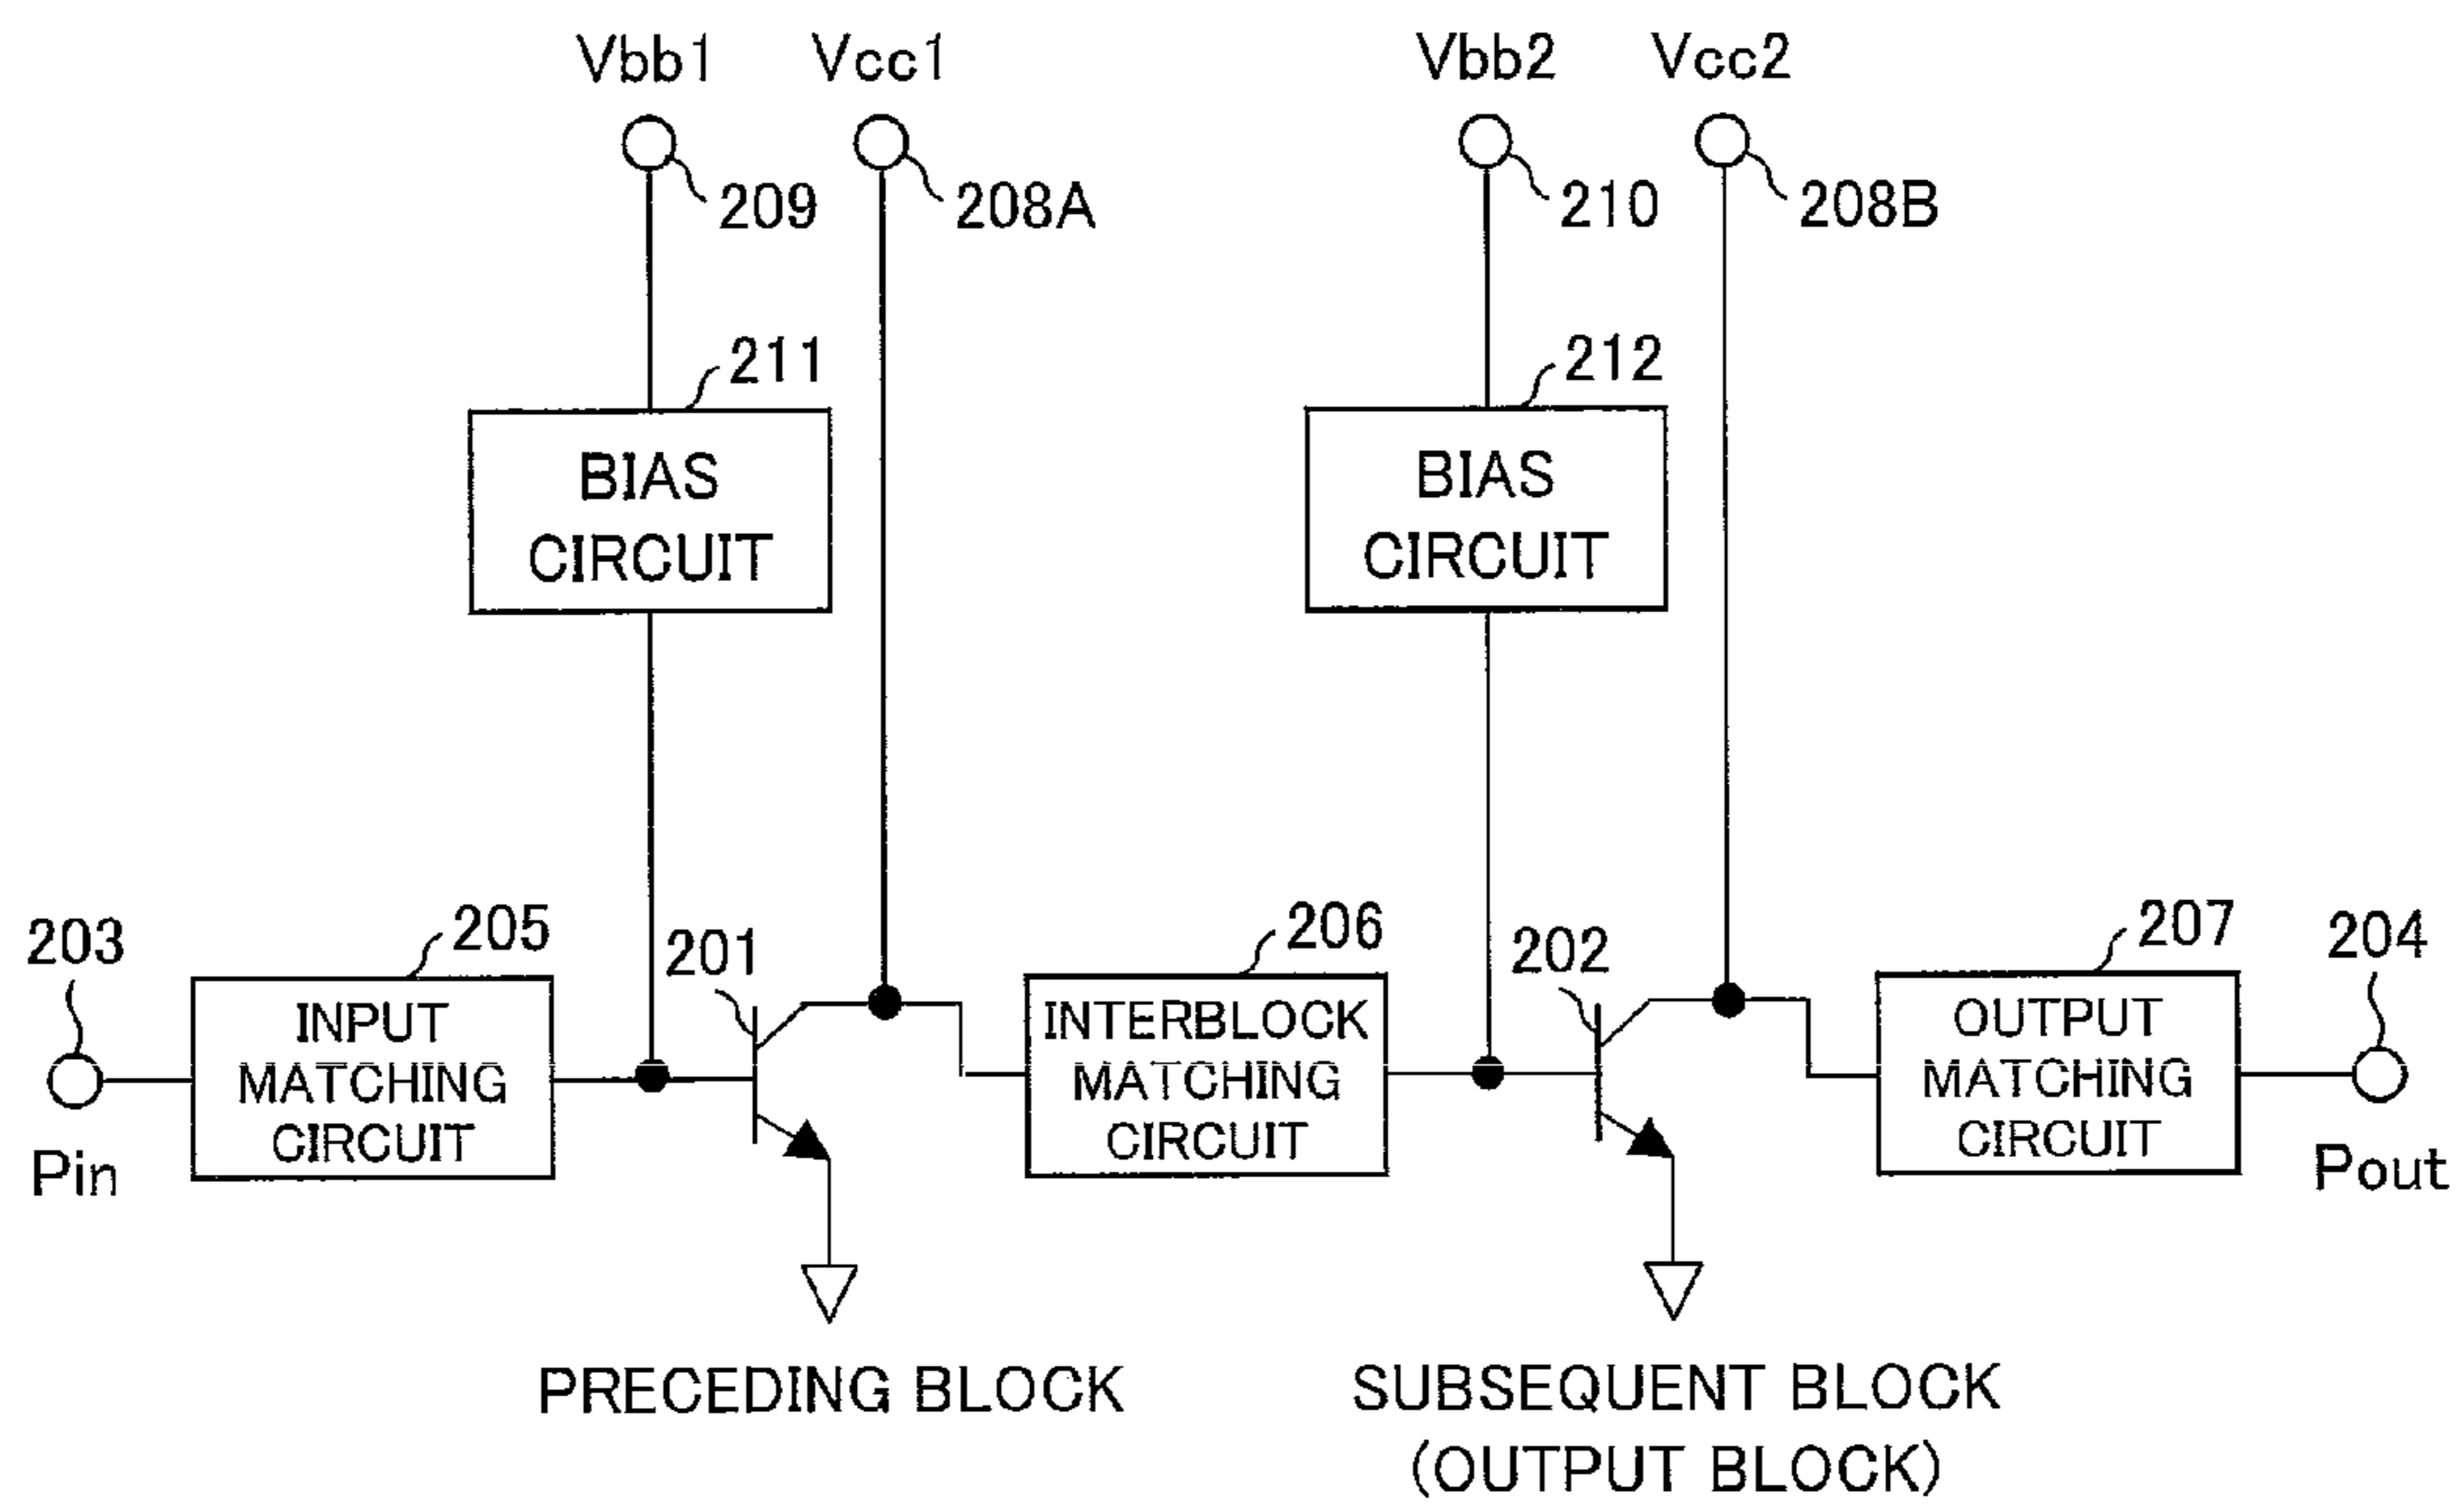 Vbb1 Vcc1 Vbb2 Vcc2
209 208A 210 208B
211 212
BIAS
CIRCUIT
BIAS
CIRCUIT
203 205 201 206 202 207 204
INPUT
MATCHING
CIRCUIT
INTERBLOCK
MATCHING
CIRCUIT
OUTPUT
MATCHING
CIRCUIT
Pin Pout
PRECEDING BLOCK
SUBSEQUENT BLOCK
(OUTPUT BLOCK)